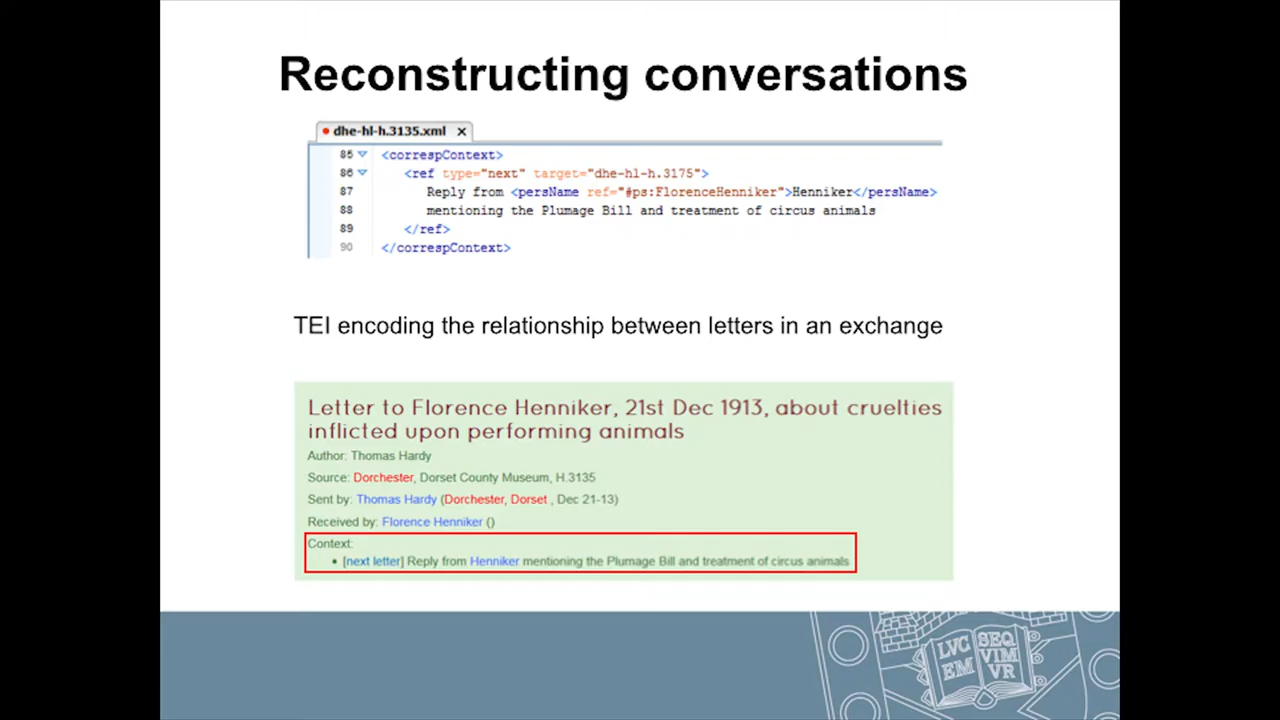 Reconstructing conversations
dhe-hl-h.3135.xml
85 <correspContext>
86 <ref type="next" target="dhe-hl-h.3175">
87 Reply from <persName ref="#ps:FlorenceHenniker">Henniker</persName>
88 mentioning the Plumage Bill and treatment of circus animals
89 </ref>
90 </correspContext>
TEI encoding the relationship between letters in an exchange
Letter to Florence Henniker, 21st Dec 1913, about cruelties
inflicted upon performing animals
Author: Thomas Hardy
Source: Dorchester, Dorset County Museum, H.3135
Sent by: Thomas Hardy (Dorchester, Dorset , Dec 21-13)
Received by: Florence Henniker ()
Context:
• [next letter] Reply from Henniker mentioning the Plumage Bill and treatment of circus animals
LVC SEQ
EM VIM
VR